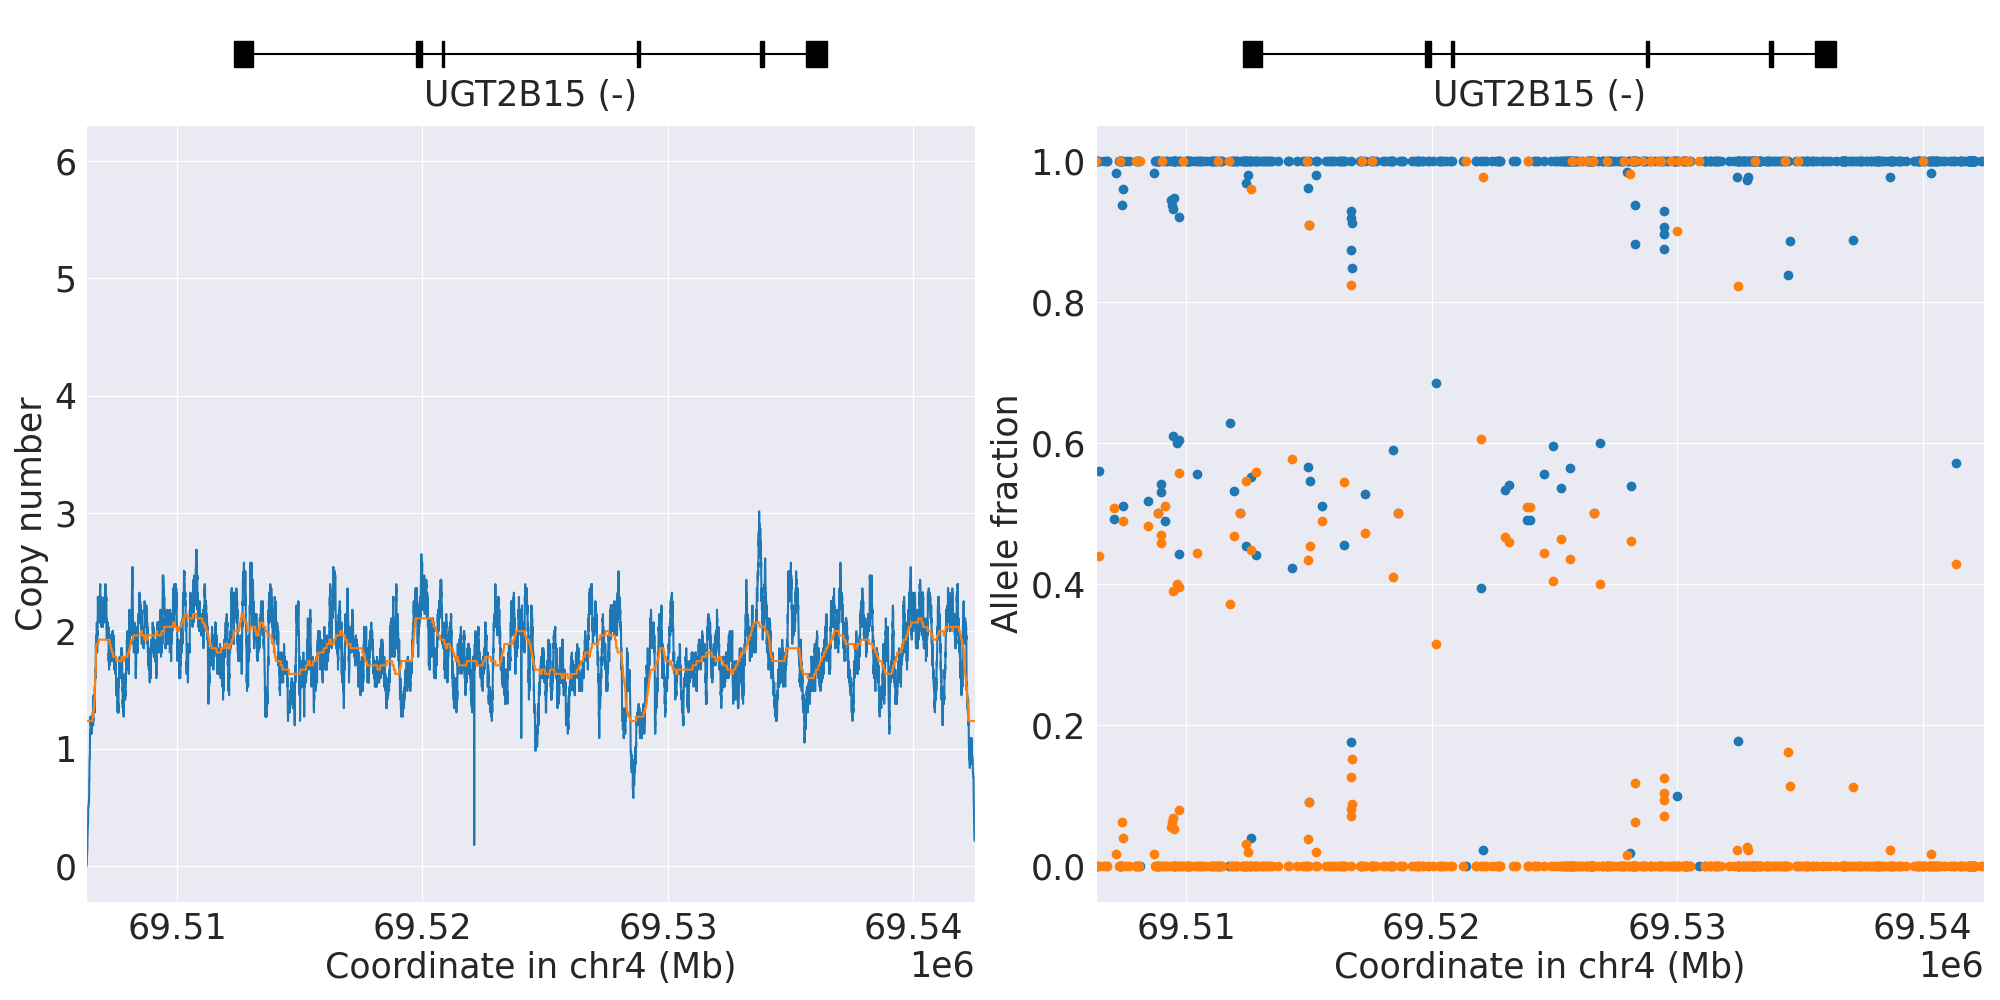 UGT2B15 (-)
Copy number
6
5
4
3
2
1
0
69.51 69.52 69.53 69.54
Coordinate in chr4 (Mb) 1e6
UGT2B15 (-)
Allele fraction
1.0
0.8
0.6
0.4
0.2
0.0
69.51 69.52 69.53 69.54
Coordinate in chr4 (Mb) 1e6